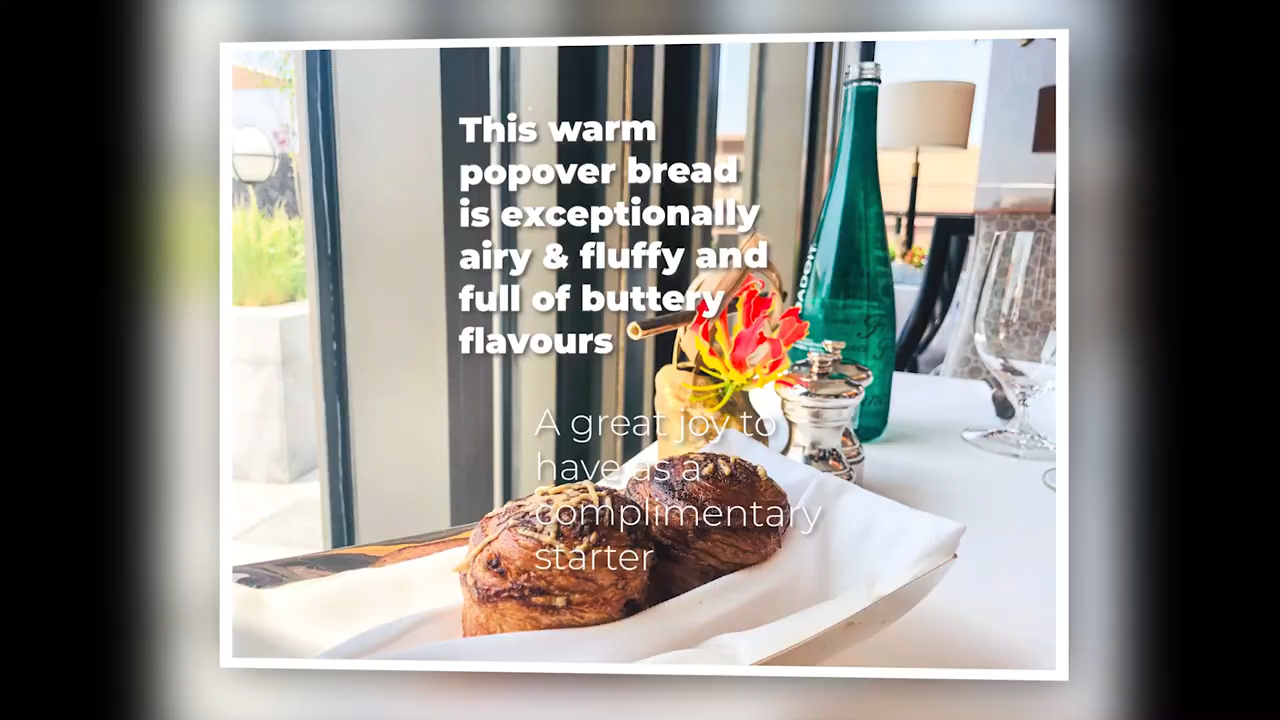 This warm
popover bread
is exceptionally
airy & fluffy and
full of buttery
flavours
A great joy to
have as a
complimentary
starter